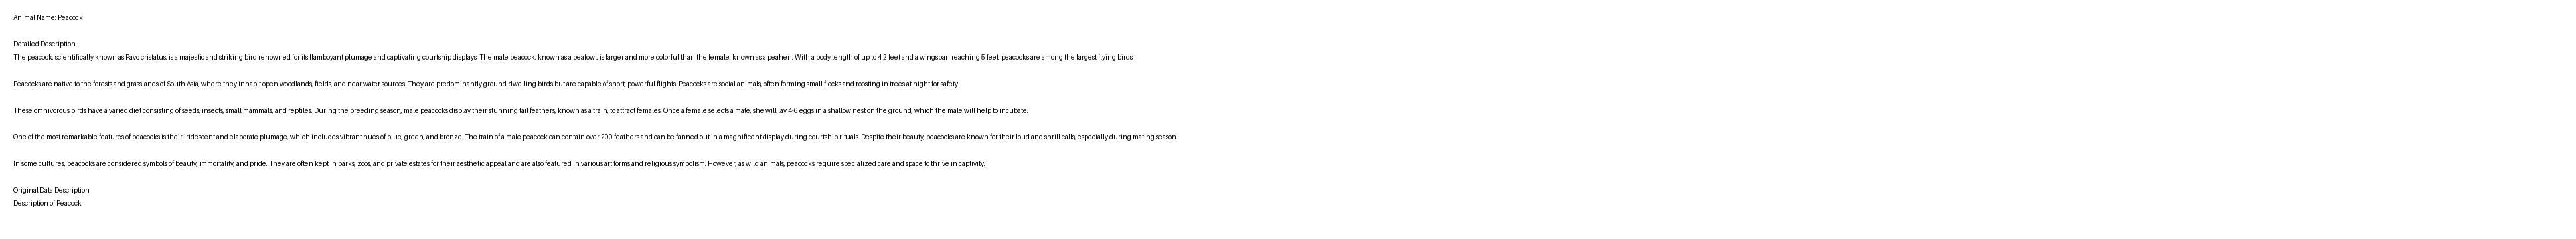 Animal Name: Peacock
Detailed Description:
The peacock, scientifically known as Pavo cristatus, is a majestic and striking bird renowned for its flamboyant plumage and captivating courtship displays. The male peacock, known as a peafowl, is larger and more colorful than the female, known as a peahen. With a body length of up to 4.2 feet and a wingspan reaching 5 feet, peacocks are among the largest flying birds.
Peacocks are native to the forests and grasslands of South Asia, where they inhabit open woodlands, fields, and near water sources. They are predominantly ground-dwelling birds but are capable of short, powerful flights. Peacocks are social animals, often forming small flocks and roosting in trees at night for safety.
These omnivorous birds have a varied diet consisting of seeds, insects, small mammals, and reptiles. During the breeding season, male peacocks display their stunning tail feathers, known as a train, to attract females. Once a female selects a mate, she will lay 4-6 eggs in a shallow nest on the ground, which the male will help to incubate.
One of the most remarkable features of peacocks is their iridescent and elaborate plumage, which includes vibrant hues of blue, green, and bronze. The train of a male peacock can contain over 200 feathers and can be fanned out in a magnificent display during courtship rituals. Despite their beauty, peacocks are known for their loud and shrill calls, especially during mating season.
In some cultures, peacocks are considered symbols of beauty, immortality, and pride. They are often kept in parks, zoos, and private estates for their aesthetic appeal and are also featured in various art forms and religious symbolism. However, as wild animals, peacocks require specialized care and space to thrive in captivity.
Original Data Description:
Description of Peacock